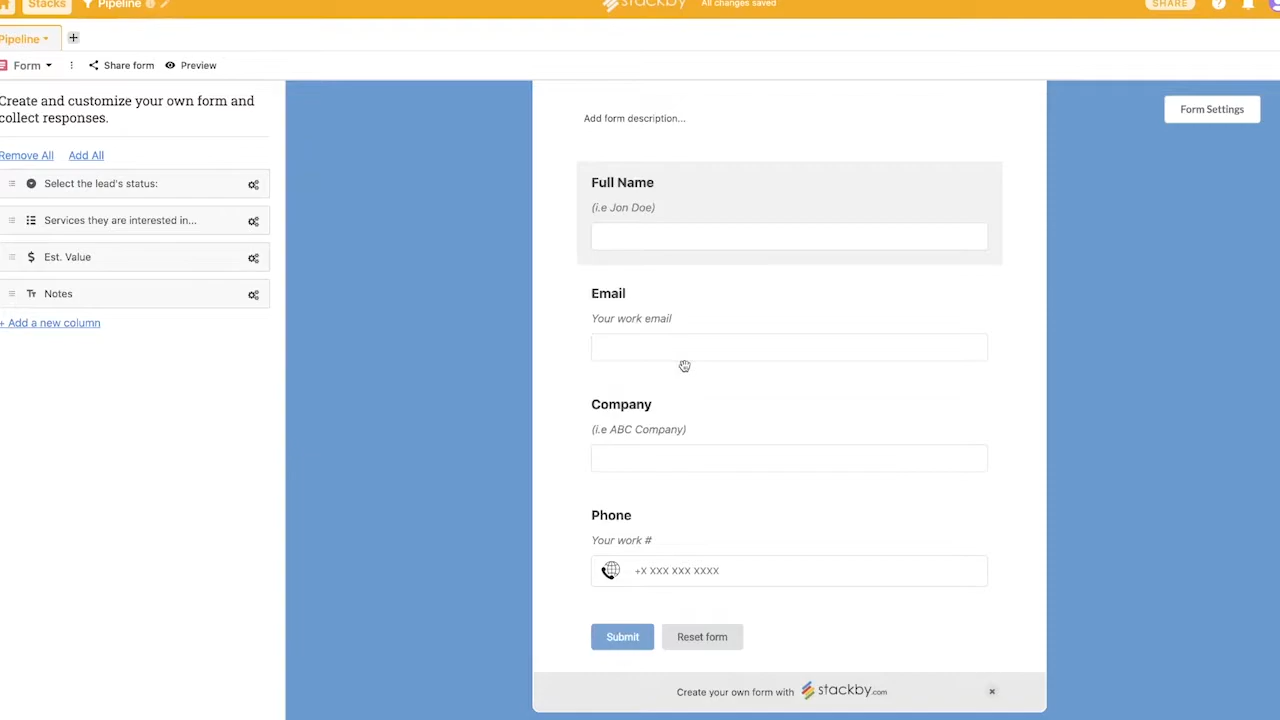 Stacks
Pipeline
stackby
All changes saved
SHARE
Pipeline
Form
Share form
Preview
Create and customize your own form and
collect responses.
Remove All
Add All
Select the lead's status:
Services they are interested in...
Est. Value
Notes
+ Add a new column
Form Settings
Add form description...
Full Name
(i.e Jon Doe)
Email
Your work email
Company
(i.e ABC Company)
Phone
Your work #
+X XXX XXX XXXX
Submit
Reset form
Create your own form with stackby.com